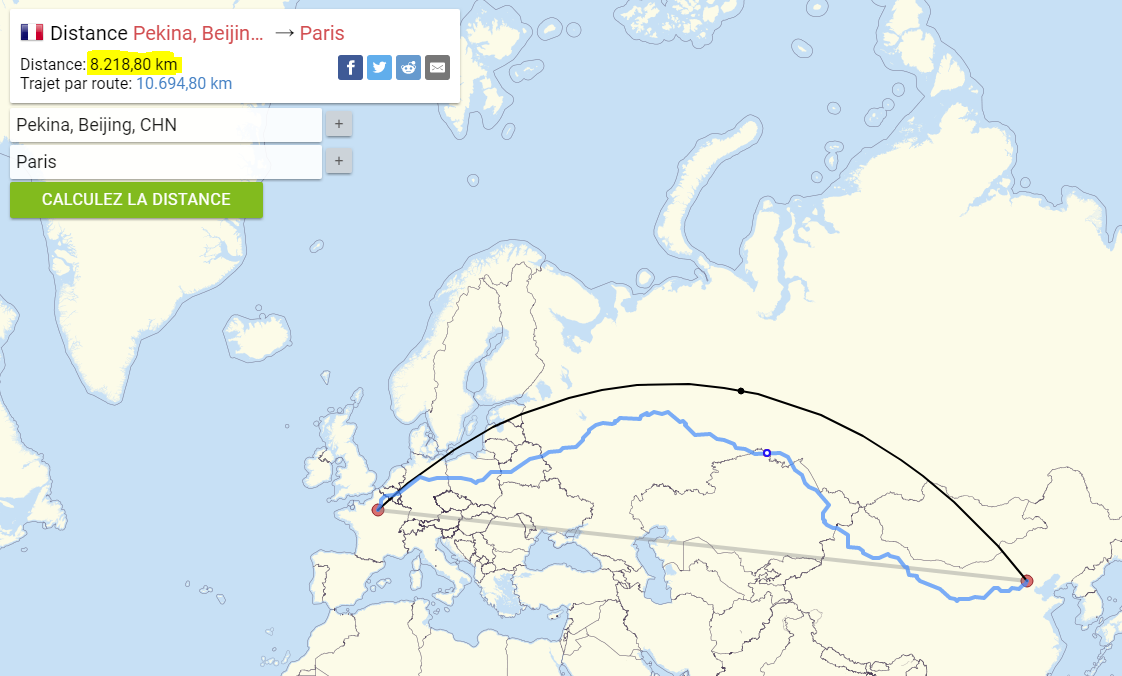 Distance Pekina, Beijin... → Paris
Distance: 8.218,80 km
Trajet par route: 10.694,80 km
Pekina, Beijing, CHN
+
Paris
+
CALCULEZ LA DISTANCE